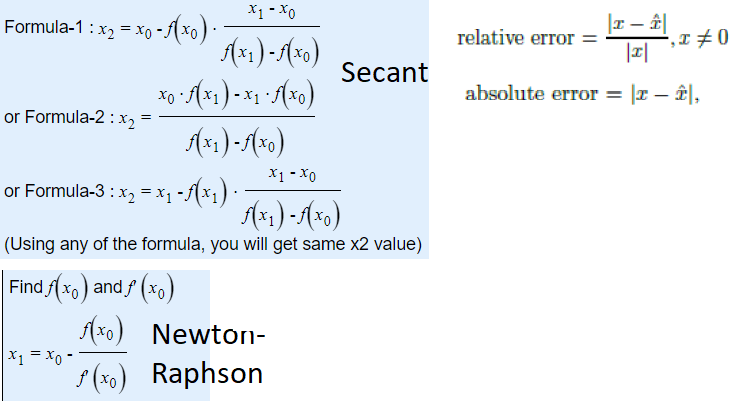 Formula-1 : x₂ = x₀ - f(x₀) · (x₁ - x₀) / (f(x₁) - f(x₀))
Secant
or Formula-2 : x₂ = (x₀ · f(x₁) - x₁ · f(x₀)) / (f(x₁) - f(x₀))
or Formula-3 : x₂ = x₁ - f(x₁) · (x₁ - x₀) / (f(x₁) - f(x₀))
(Using any of the formula, you will get same x2 value)
Find f(x₀) and f′(x₀)
x₁ = x₀ - f(x₀) / f′(x₀)
Newton-
Raphson
relative error = |x − x̂| / |x|, x ≠ 0
absolute error = |x − x̂|,